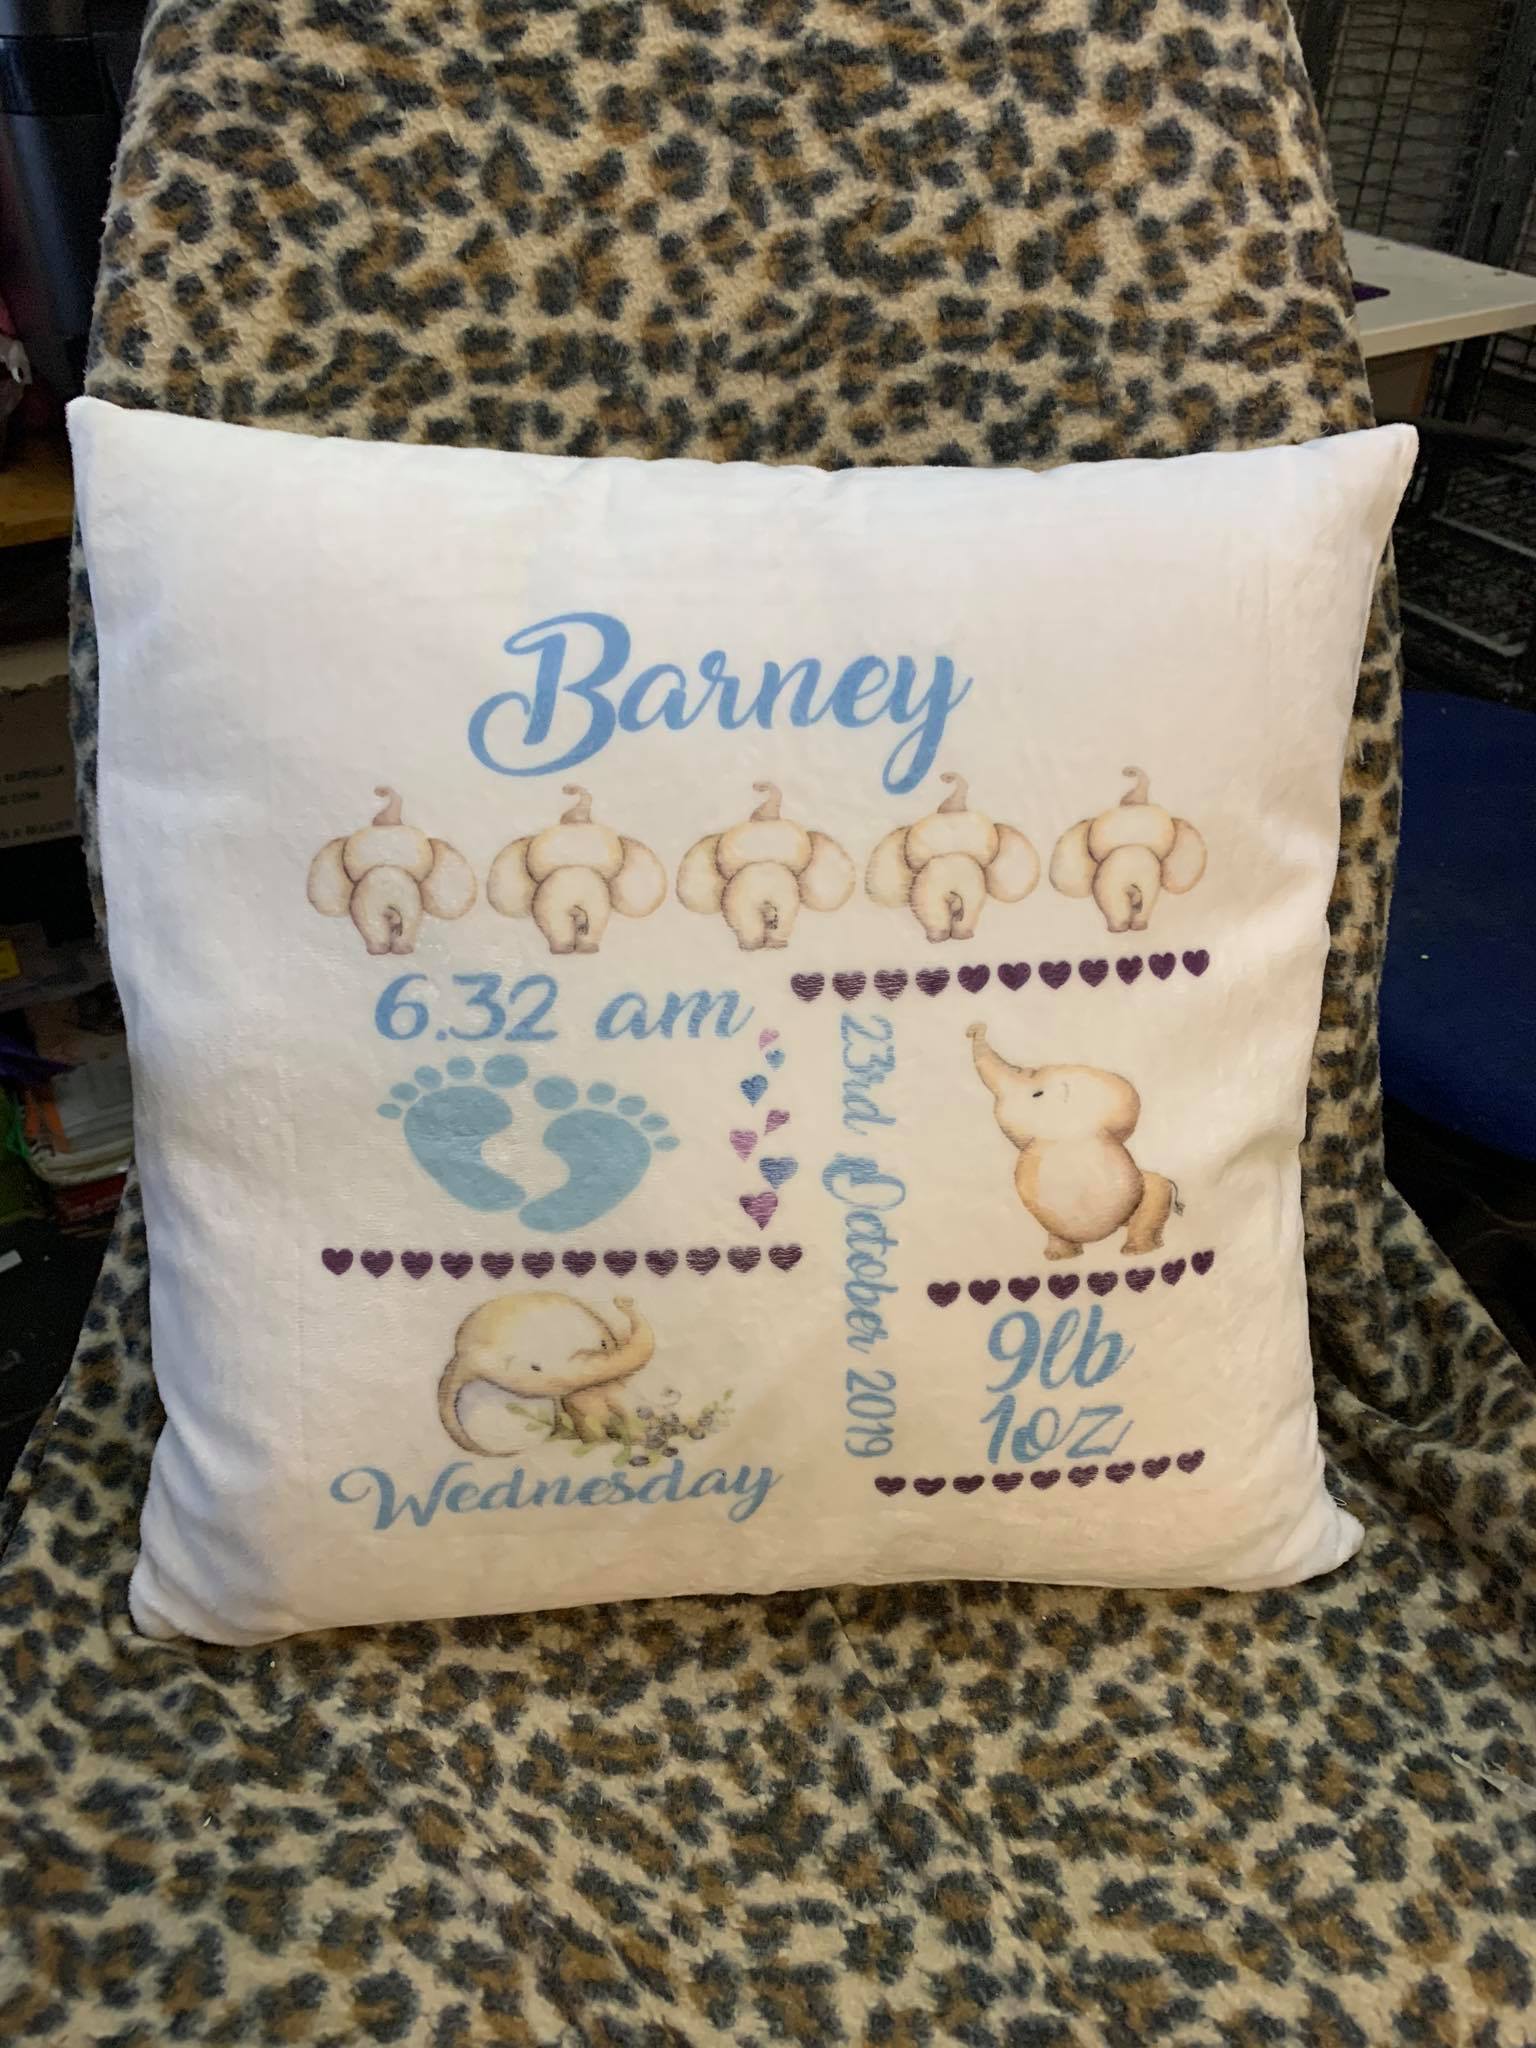 Barney
6.32 am
23rd October 2019
9lb
1oz
Wednesday